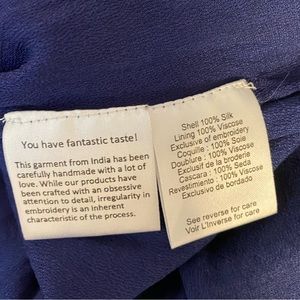 You have fantastic taste!
This garment from India has been
carefully handmade with a lot of
love. While our products have
been crafted with an obsessive
attention to detail, irregularity in
embroidery is an inherent
characteristic of the process.
Shell 100% Silk
Lining 100% Viscose
Exclusive of embroidery
Coquille : 100% Soie
Doublure : 100% Viscose
Exclusif de la broderie
Cascara : 100% Seda
Revestimiento : 100% Viscose
Exclusivo de bordado
See reverse for care
Voir L'inverse for care